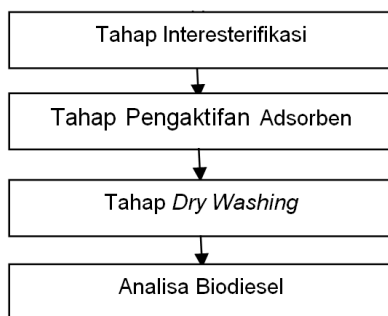 Tahap Interesterifikasi
Tahap Pengaktifan Adsorben
Tahap Dry Washing
Analisa Biodiesel